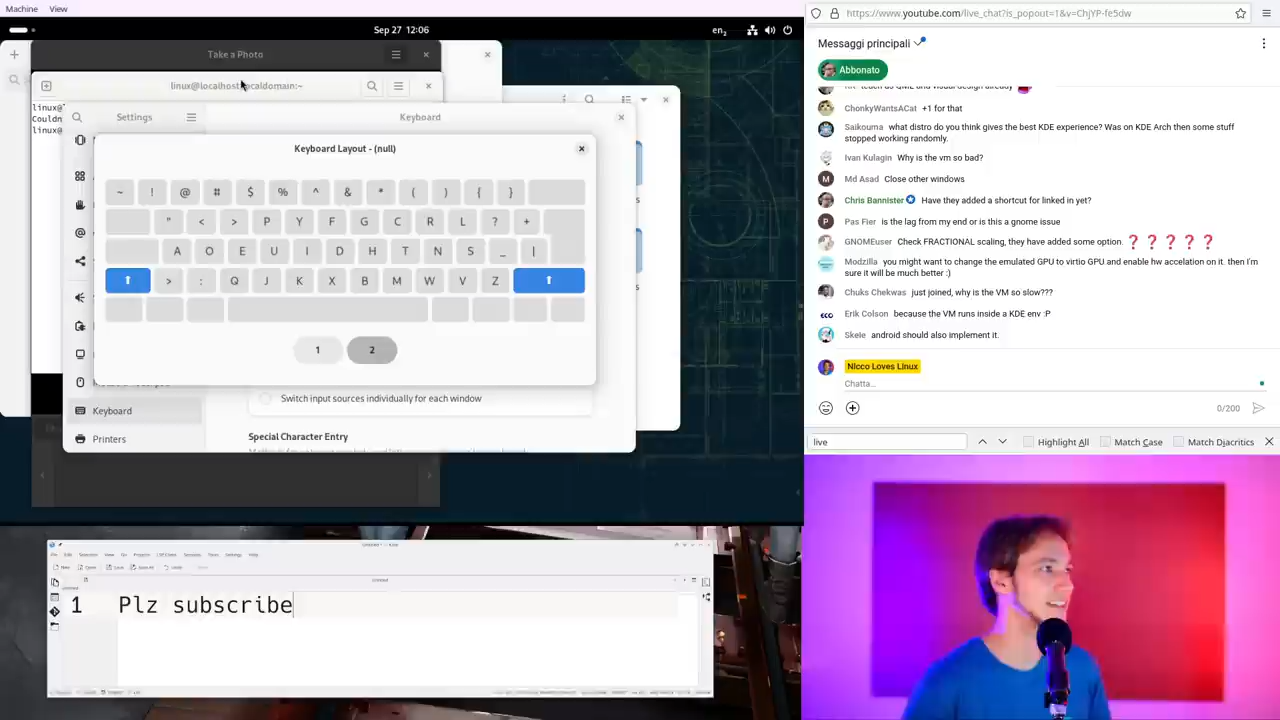 Machine View
Sep 27 12:06
en₂
Take a Photo
linux@localhost:
Settings
Keyboard
Keyboard Layout - (null)
! @ # $ % ^ & * ( ) { }
" < > P Y F G C R L ? +
A O E U I D H T N S _ |
> : Q J K X B M W V Z
1 2
Switch input sources individually for each window
Keyboard
Special Character Entry
Printers
1 Plz subscribe
https://www.youtube.com/live_chat?is_popout=1&v=ChjYP-fe5dw
Messaggi principali
Abbonato
ChonkyWantsACat +1 for that
Saikouma what distro do you think gives the best KDE experience? Was on KDE Arch then some stuff
stopped working randomly.
Ivan Kulagin Why is the vm so bad?
Md Asad Close other windows
Chris Bannister Have they added a shortcut for linked in yet?
Pas Fier is the lag from my end or is this a gnome issue
GNOMEuser Check FRACTIONAL scaling, they have added some option. ❓ ❓ ❓ ❓ ❓
Modzilla you might want to change the emulated GPU to virtio GPU and enable hw accelation on it. then I'm
sure it will be much better :)
Chuks Chekwas just joined, why is the VM so slow???
Erik Colson because the VM runs inside a KDE env :P
Skele android should also implement it.
Nicco Loves Linux
Chatta...
0/200
live
Highlight All
Match Case
Match Diacritics